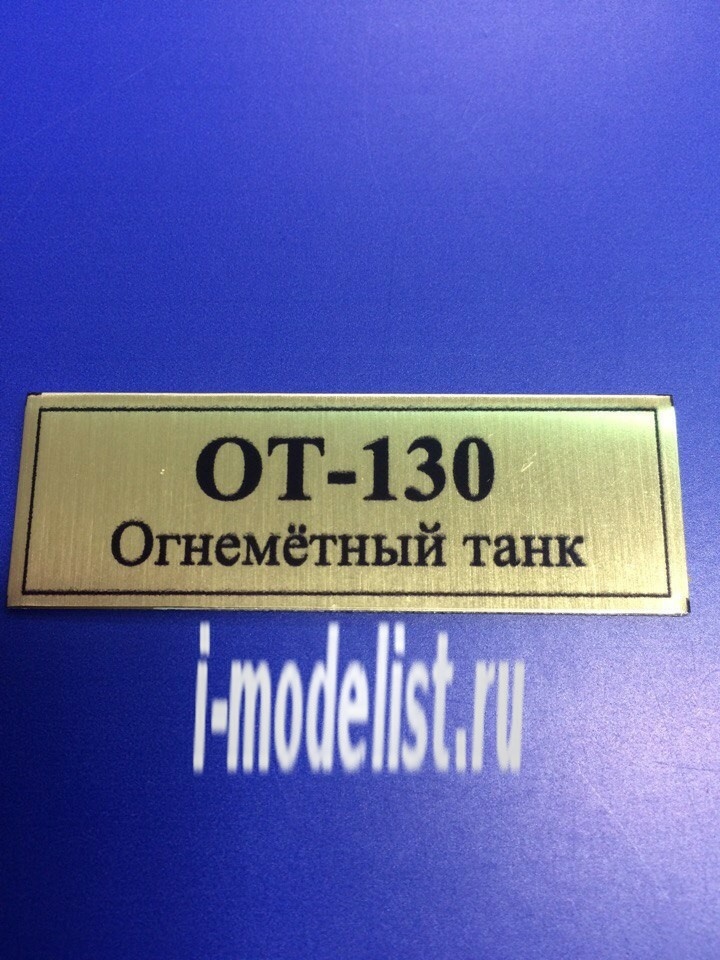 ОТ-130
Огнемётный танк
i-modelist.ru